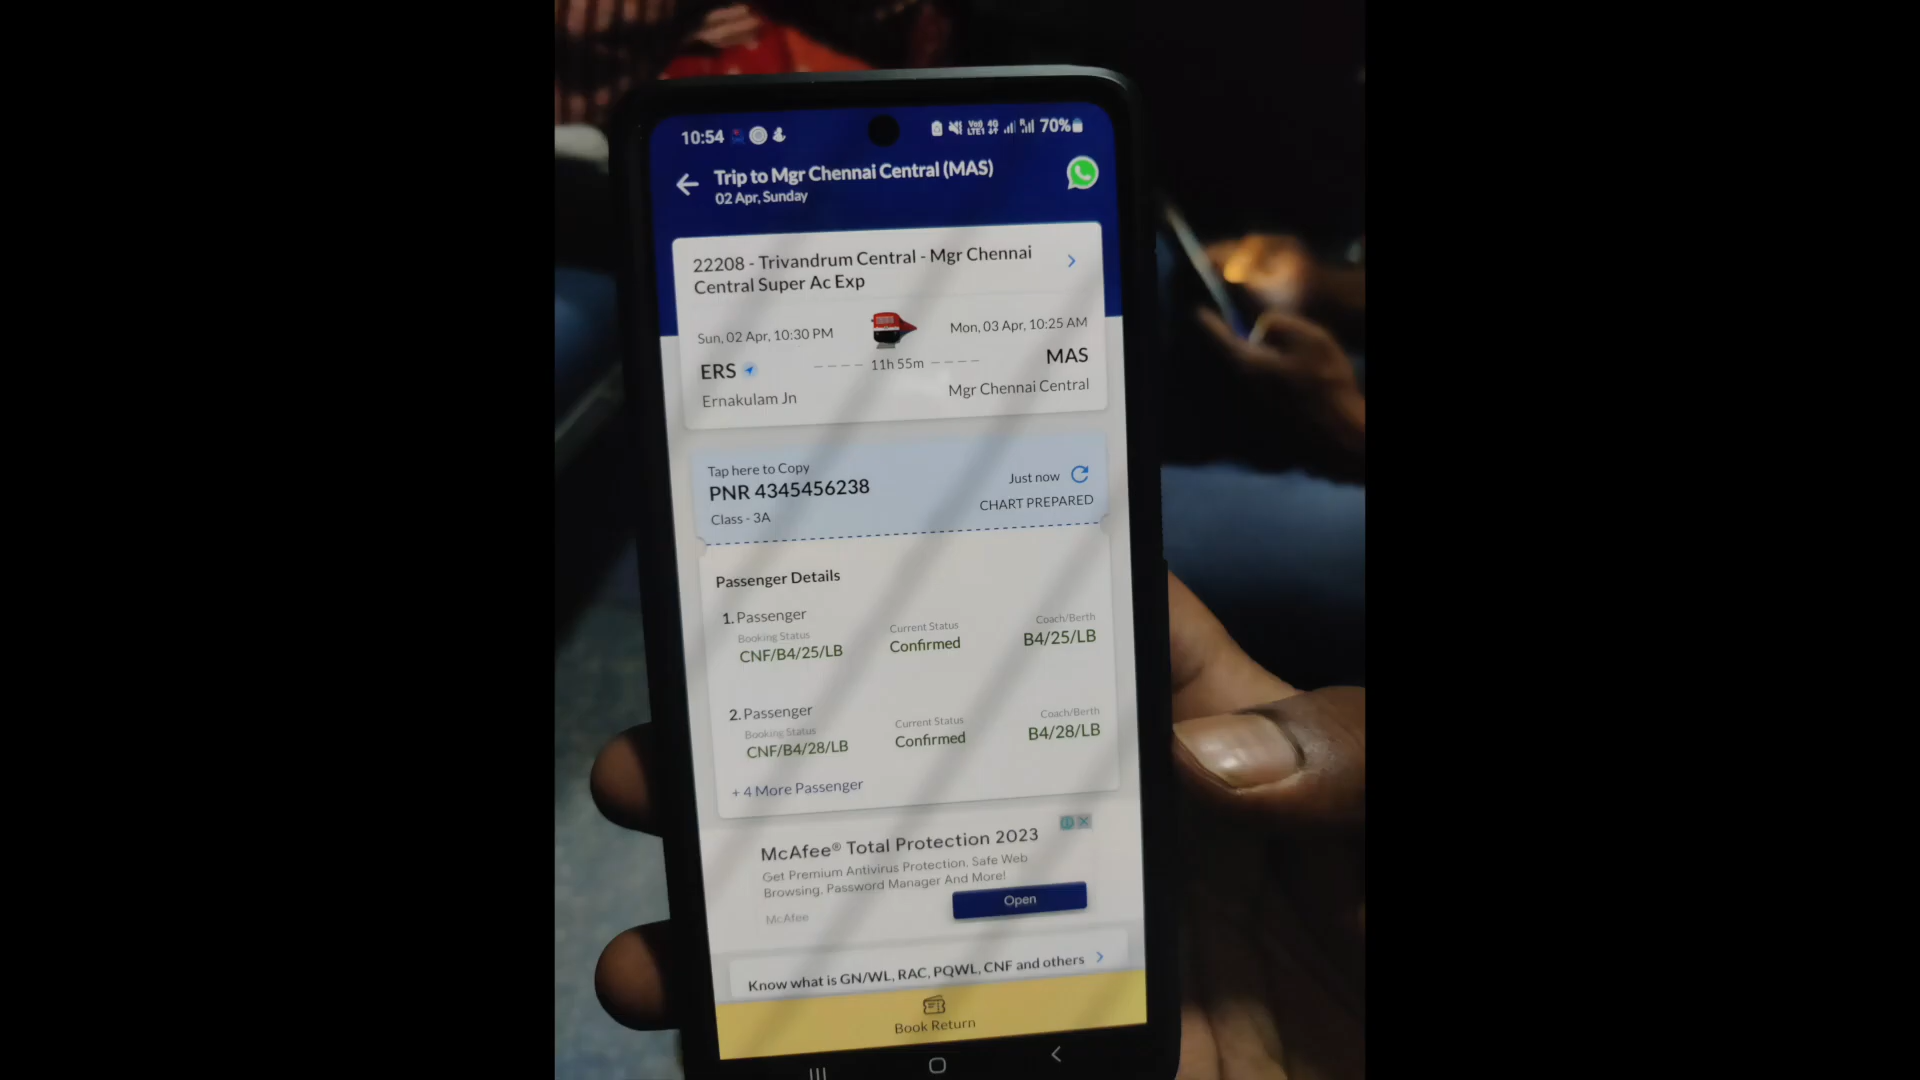 10:54
Vo9) 4G
LTE1
70%
Trip to Mgr Chennai Central (MAS)
02 Apr, Sunday
22208 - Trivandrum Central - Mgr Chennai
Central Super Ac Exp
Sun, 02 Apr, 10:30 PM
Mon, 03 Apr, 10:25 AM
ERS
11h 55m
MAS
Ernakulam Jn
Mgr Chennai Central
Tap here to Copy
PNR 4345456238
Just now
Class - 3A
CHART PREPARED
Passenger Details
1. Passenger
Booking Status
Current Status
Coach/Berth
CNF/B4/25/LB
Confirmed
B4/25/LB
2. Passenger
Booking Status
Current Status
Coach/Berth
CNF/B4/28/LB
Confirmed
B4/28/LB
+ 4 More Passenger
McAfee® Total Protection 2023
Get Premium Antivirus Protection, Safe Web
Browsing, Password Manager And More!
McAfee
Open
Know what is GN/WL, RAC, PQWL, CNF and others
Book Return